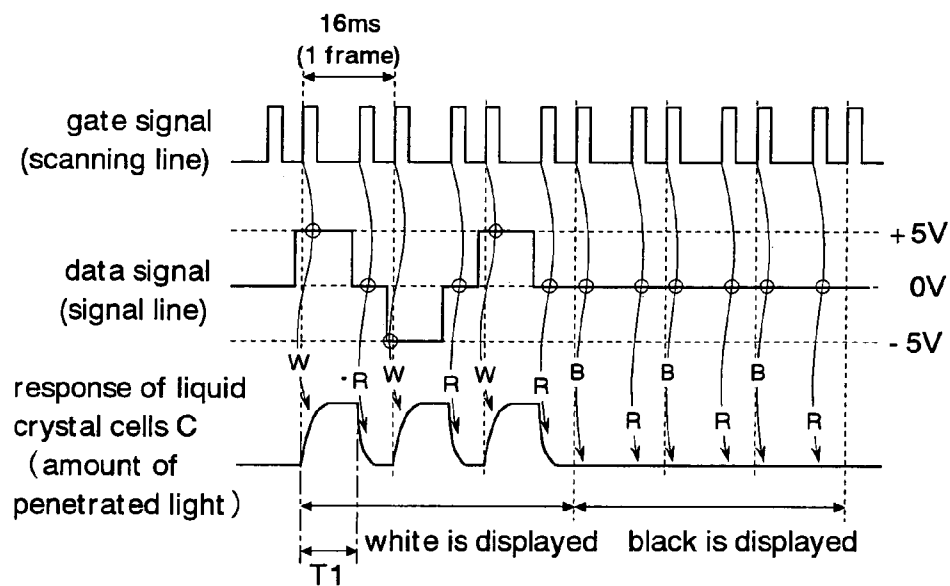 16ms
(1 frame)
gate signal
(scanning line)
+5V
data signal
(signal line)
0V
-5V
W R W R W R B R B R B R
response of liquid
crystal cells C
(amount of
penetrated light)
white is displayed
black is displayed
T1